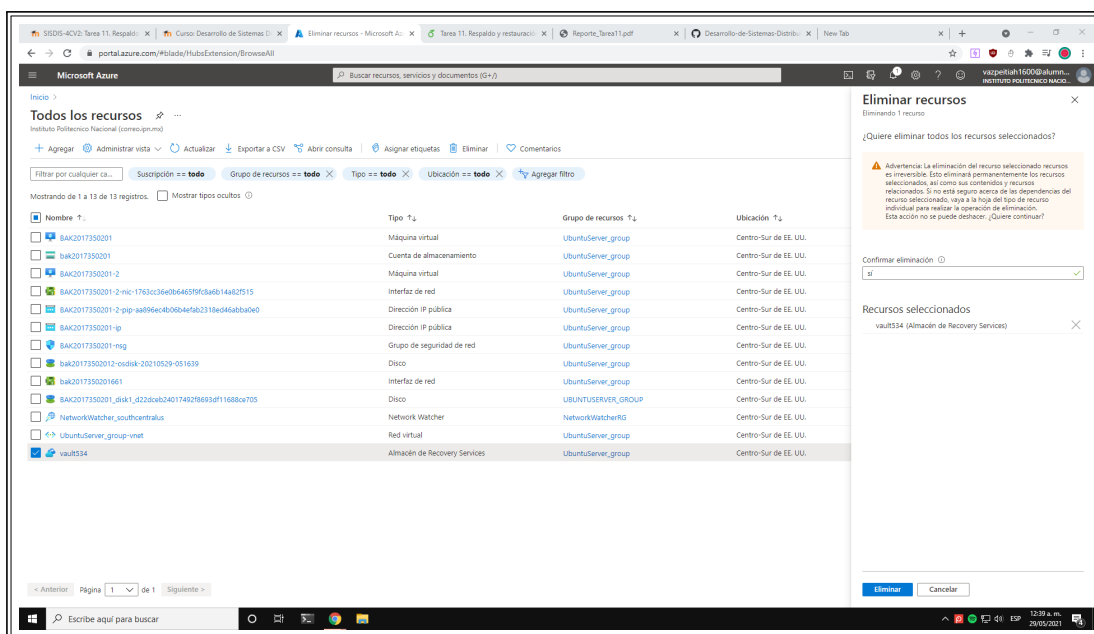 SISDIS-4CV2: Tarea 11. Respaldo
Curso: Desarrollo de Sistemas D
Eliminar recursos - Microsoft Az
Tarea 11. Respaldo y restauració
Reporte_Tarea11.pdf
Desarrollo-de-Sistemas-Distribu
New Tab
portal.azure.com/#blade/HubsExtension/BrowseAll
Microsoft Azure
Buscar recursos, servicios y documentos (G+/)
vazpeitiah1600@alumn...
INSTITUTO POLITECNICO NACIO...
Inicio >
Todos los recursos
Instituto Politecnico Nacional (correo.ipn.mx)
Agregar Administrar vista Actualizar Exportar a CSV Abrir consulta Asignar etiquetas Eliminar Comentarios
Filtrar por cualquier ca... Suscripción == todo Grupo de recursos == todo Tipo == todo Ubicación == todo Agregar filtro
Mostrando de 1 a 13 de 13 registros. Mostrar tipos ocultos
Nombre Tipo Grupo de recursos Ubicación
BAK2017350201 Máquina virtual UbuntuServer_group Centro-Sur de EE. UU.
bak2017350201 Cuenta de almacenamiento UbuntuServer_group Centro-Sur de EE. UU.
BAK2017350201-2 Máquina virtual UbuntuServer_group Centro-Sur de EE. UU.
BAK2017350201-2-nic-1763cc36e0b6465f9fc8a6b14a82f515 Interfaz de red UbuntuServer_group Centro-Sur de EE. UU.
BAK2017350201-2-pip-aa896ec4b06b4efab2318ed46abba0e0 Dirección IP pública UbuntuServer_group Centro-Sur de EE. UU.
BAK2017350201-ip Dirección IP pública UbuntuServer_group Centro-Sur de EE. UU.
BAK2017350201-nsg Grupo de seguridad de red UbuntuServer_group Centro-Sur de EE. UU.
bak20173502012-osdisk-20210529-051639 Disco UbuntuServer_group Centro-Sur de EE. UU.
bak2017350201661 Interfaz de red UbuntuServer_group Centro-Sur de EE. UU.
BAK2017350201_disk1_d22dceb24017492f8693df11688ce705 Disco UBUNTUSERVER_GROUP Centro-Sur de EE. UU.
NetworkWatcher_southcentralus Network Watcher NetworkWatcherRG Centro-Sur de EE. UU.
UbuntuServer_group-vnet Red virtual UbuntuServer_group Centro-Sur de EE. UU.
vault534 Almacén de Recovery Services UbuntuServer_group Centro-Sur de EE. UU.
< Anterior Página 1 de 1 Siguiente >
Eliminar recursos
Eliminando 1 recurso
¿Quiere eliminar todos los recursos seleccionados?
Advertencia: La eliminación del recurso seleccionado recursos
es irreversible. Esto eliminará permanentemente los recursos
seleccionados, así como sus contenidos y recursos
relacionados. Si no está seguro acerca de las dependencias del
recurso seleccionado, vaya a la hoja del tipo de recurso
individual para realizar la operación de eliminación.
Esta acción no se puede deshacer. ¿Quiere continuar?
Confirmar eliminación
sí
Recursos seleccionados
vault534 (Almacén de Recovery Services)
Eliminar Cancelar
Escribe aquí para buscar
ESP
12:39 a. m.
29/05/2021